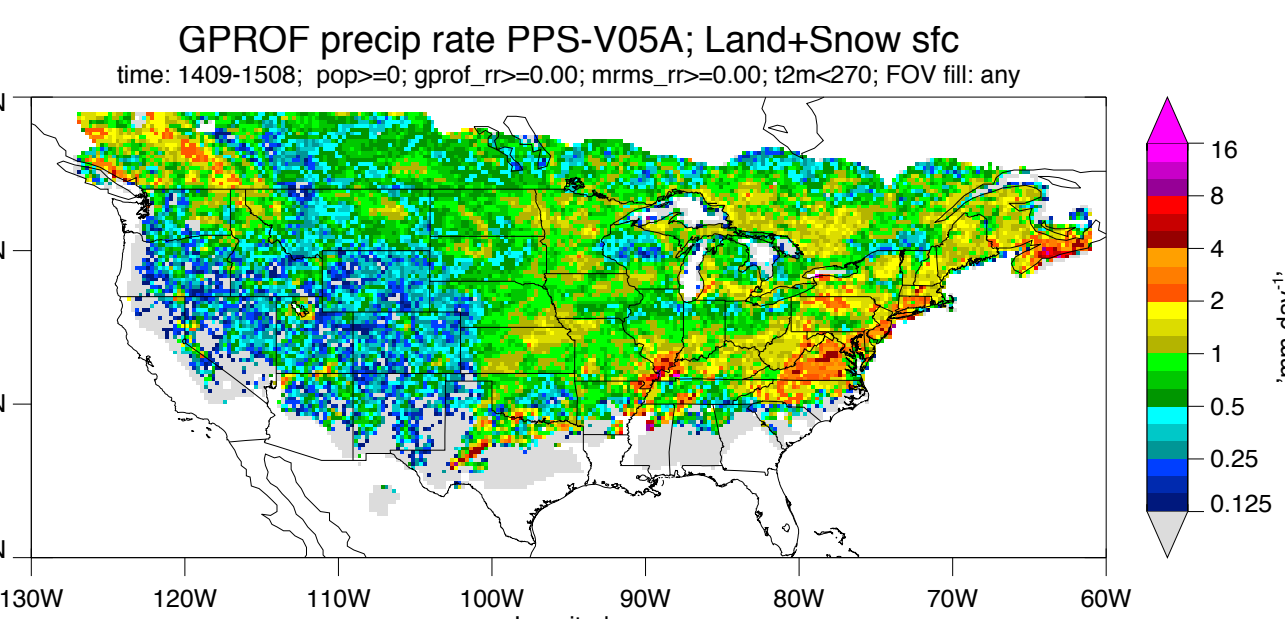 GPROF precip rate PPS-V05A; Land+Snow sfc
time: 1409-1508; pop>=0; gprof_rr>=0.00; mrms_rr>=0.00; t2m<270; FOV fill: any
N
N
N
N
16
8
4
2
1
0.5
0.25
0.125
130W 120W 110W 100W 90W 80W 70W 60W